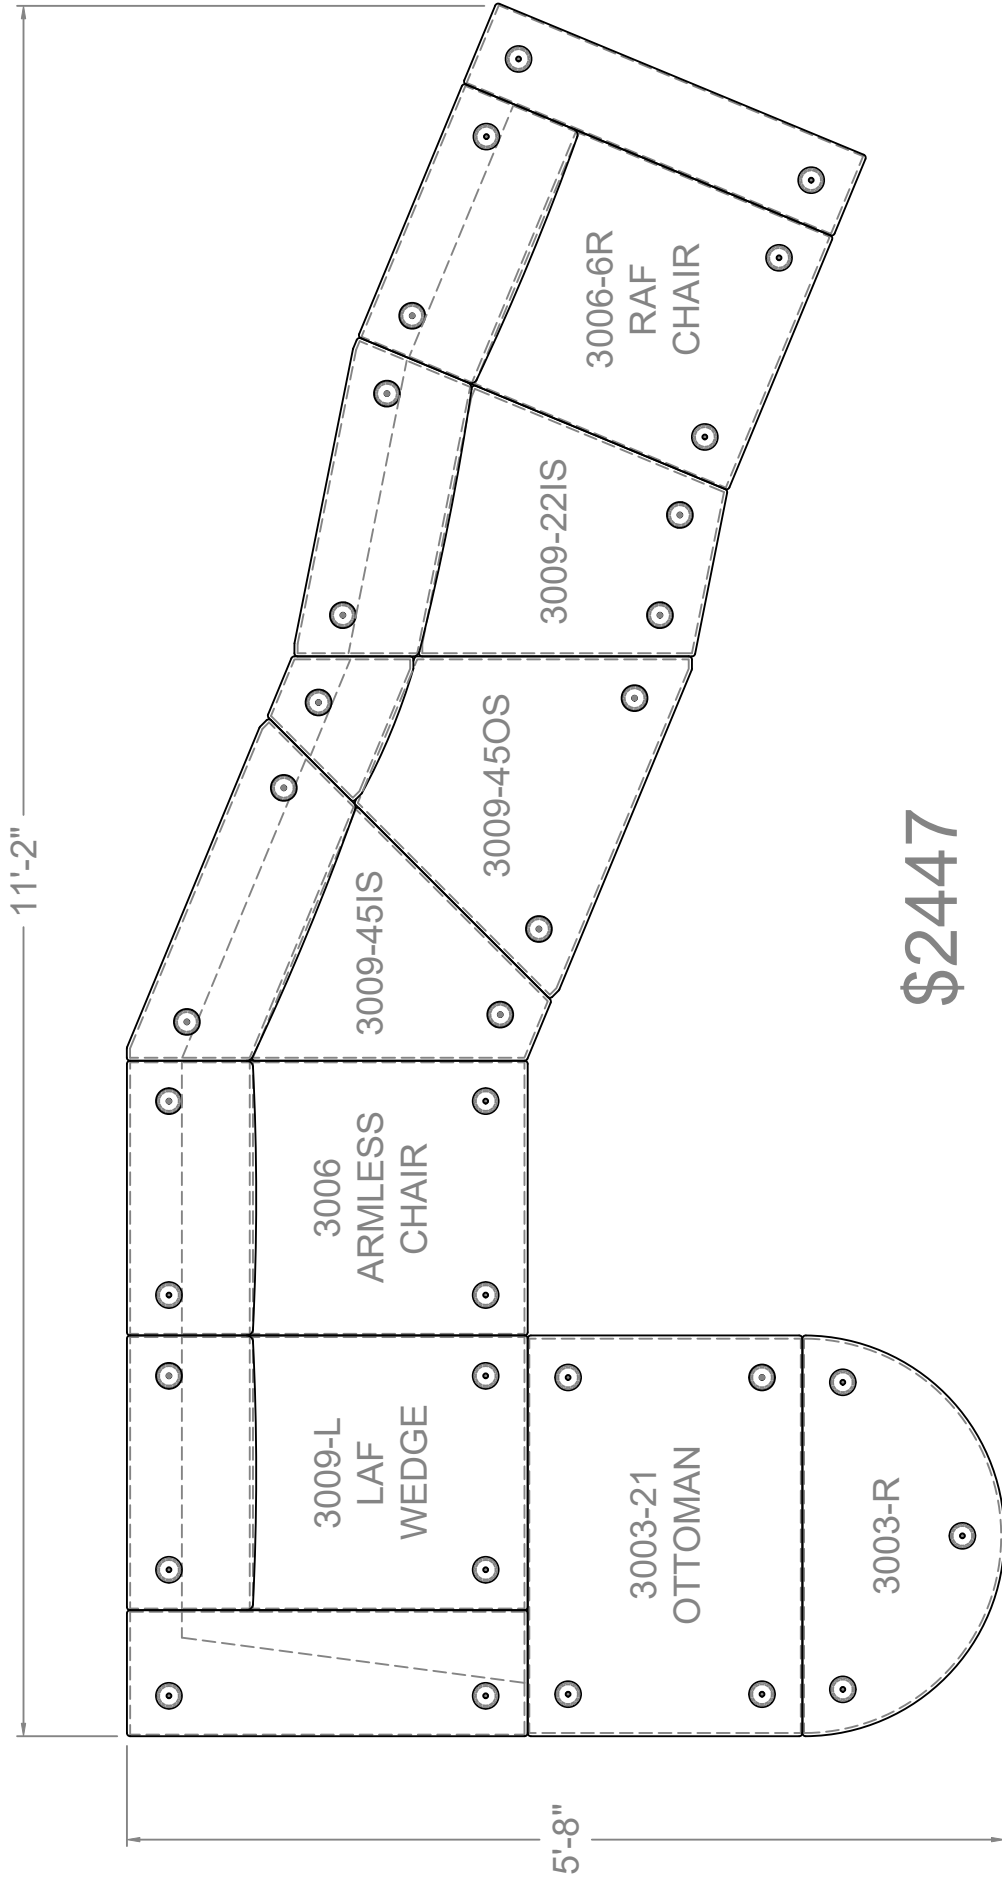 11'-2"
5'-8"
3009-L
LAF
WEDGE
3006
ARMLESS
CHAIR
3009-45IS
3009-45OS
3009-22IS
3006-6R
RAF
CHAIR
3003-21
OTTOMAN
3003-R
$2447